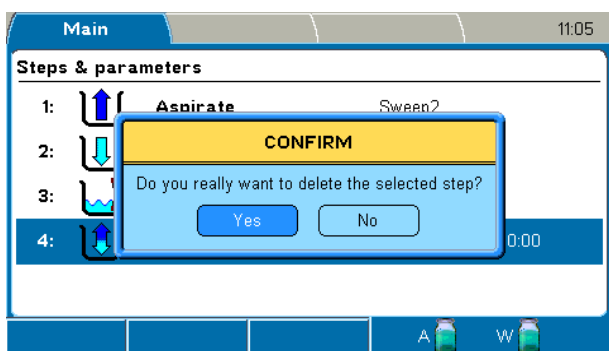 Main 11:05
Steps & parameters
1: Aspirate Sweep2
2:
CONFIRM
Do you really want to delete the selected step?
3:
Yes No
4: 0:00
A W